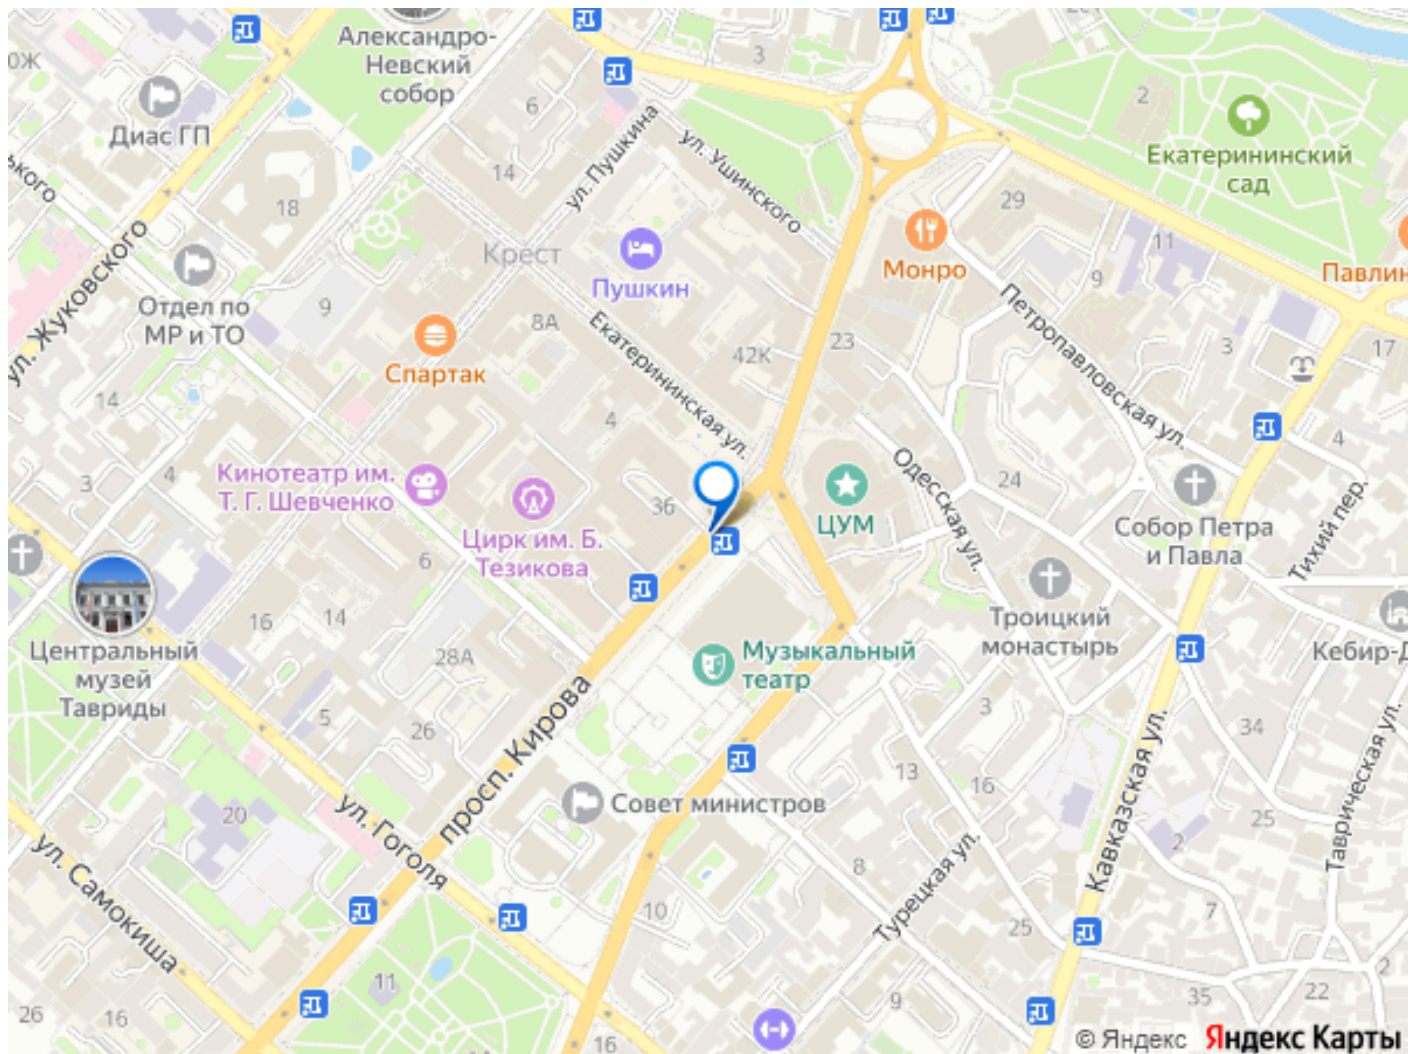 Александро-
Невский
собор
3
2
ОЖ
Диас ГП
6
ул. Пушкина
ул. Ушинского
Екатерининский
сад
14
18
29
Крест
Монро
11
9
Павлин
Пушкин
ул. Жуковского
Отдел по
МР и ТО
9
8А
Екатерининская ул.
42К
23
Петропавловская ул.
3
17
Спартак
14
4
4
3
Кинотеатр им.
Т. Г. Шевченко
36
Цирк им. Б.
Тезикова
ЦУМ
Одесская ул.
24
Собор Петра
и Павла
Тихий пер.
4
6
Троицкий
монастырь
Кебир-Д
16
14
Центральный
музей
Тавриды
28А
Музыкальный
театр
5
26
просп. Кирова
3
34
13
16
Совет министров
20
ул. Гоголя
Кавказская ул.
Таврическая ул.
25
2
ул. Самокиша
8
Турецкая ул.
10
7
25
11
2
26
16
9
35
22
16
© Яндекс Яндекс Карты